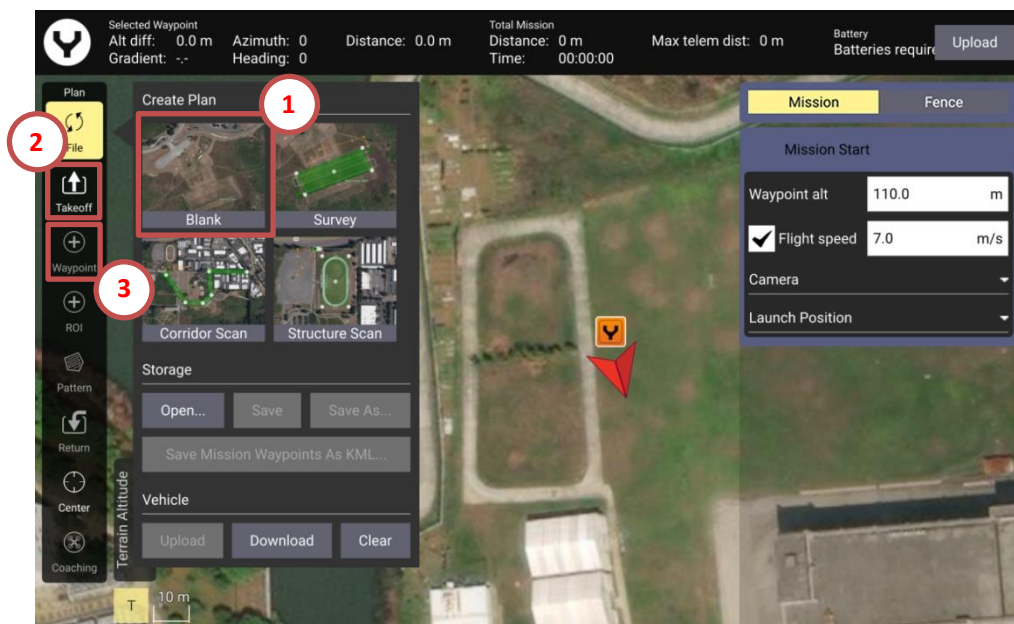 Selected Waypoint
Alt diff: 0.0 m Azimuth: 0 Distance: 0.0 m
Gradient: -.- Heading: 0
Total Mission
Distance: 0 m Max telem dist: 0 m
Time: 00:00:00
Battery
Batteries require
Upload
Plan
File
Takeoff
Waypoint
ROI
Pattern
Return
Center
Coaching
1
2
3
Create Plan
Blank Survey
Corridor Scan Structure Scan
Storage
Open... Save Save As...
Save Mission Waypoints As KML...
Vehicle
Upload Download Clear
Terrain Altitude
T 10 m
Mission Fence
Mission Start
Waypoint alt 110.0 m
Flight speed 7.0 m/s
Camera
Launch Position